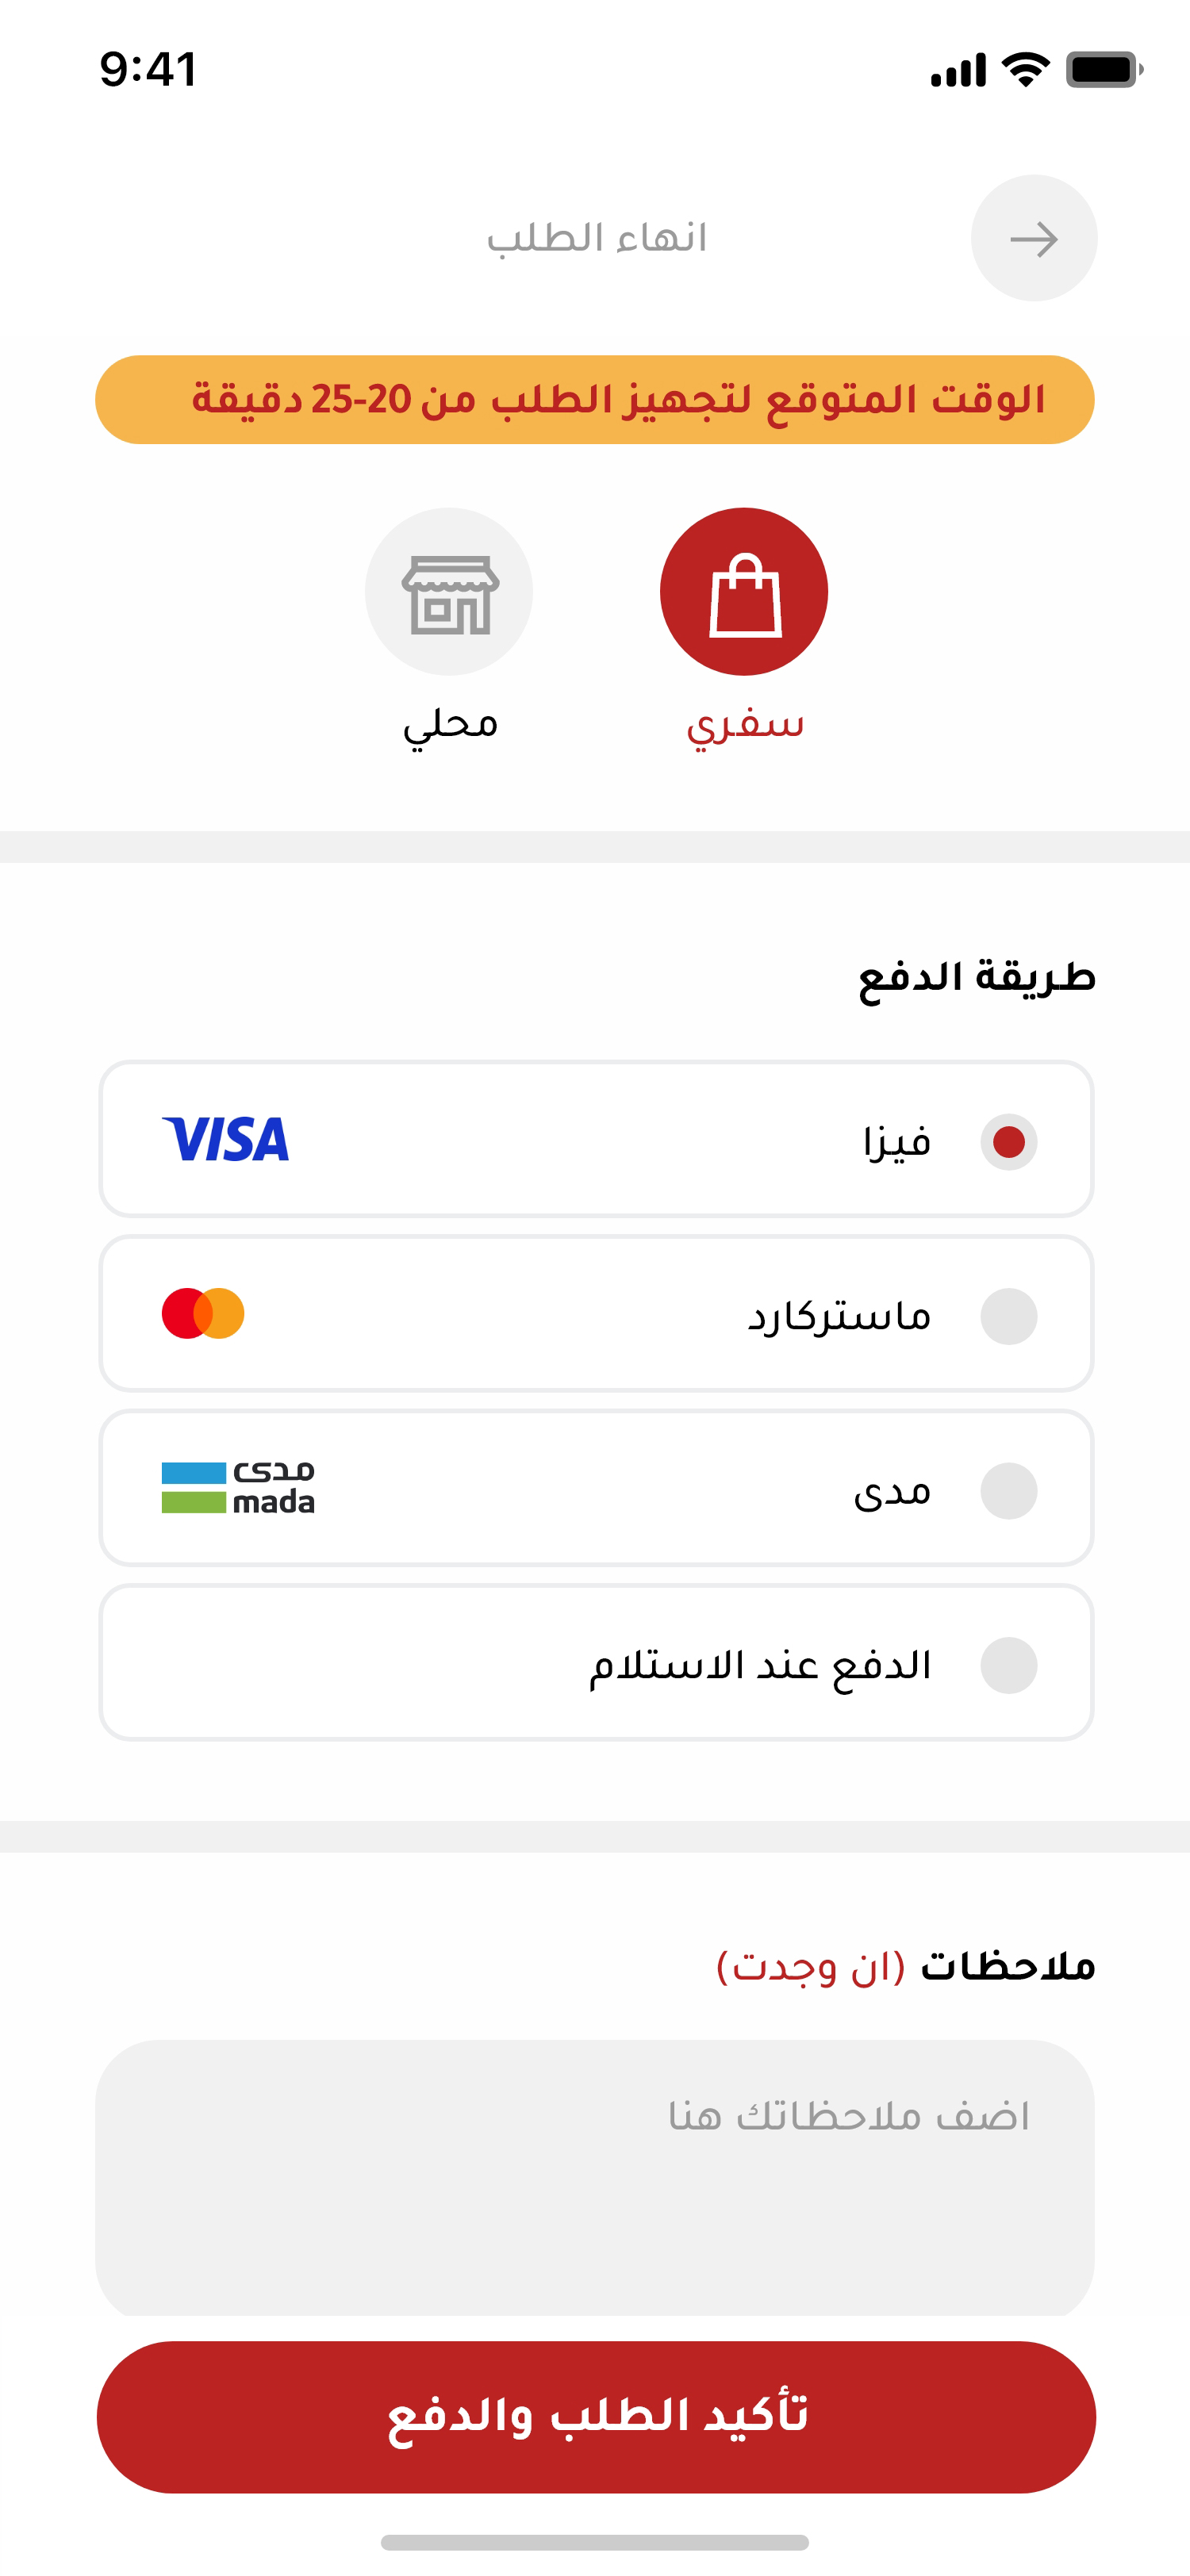 9:41
انهاء الطلب
الوقت المتوقع لتجهيز الطلب من 20-25 دقيقة
سفري
محلي
طريقة الدفع
فيزا
VISA
ماستركارد
مدى
مدى
mada
الدفع عند الاستلام
ملاحظات (ان وجدت)
اضف ملاحظاتك هنا
تأكيد الطلب والدفع